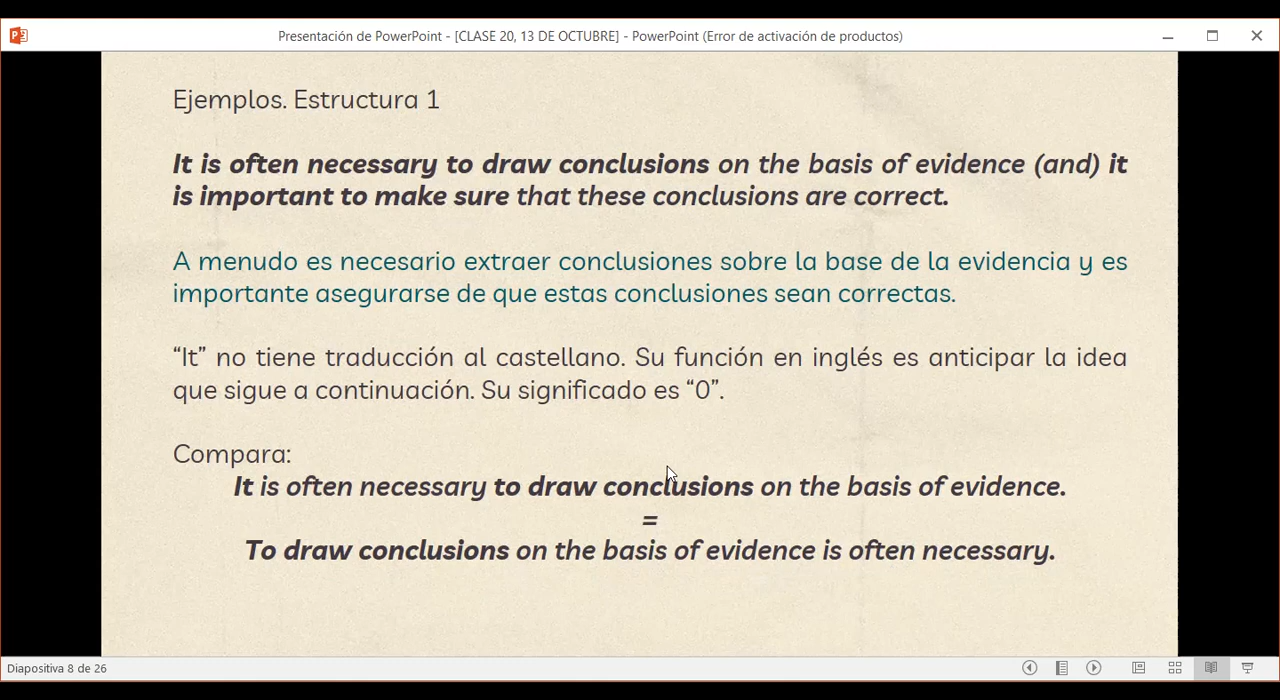 Presentación de PowerPoint - [CLASE 20, 13 DE OCTUBRE] - PowerPoint (Error de activación de productos)
Ejemplos. Estructura 1
It is often necessary to draw conclusions on the basis of evidence (and) it
is important to make sure that these conclusions are correct.
A menudo es necesario extraer conclusiones sobre la base de la evidencia y es
importante asegurarse de que estas conclusiones sean correctas.
“It” no tiene traducción al castellano. Su función en inglés es anticipar la idea
que sigue a continuación. Su significado es “0”.
Compara:
It is often necessary to draw conclusions on the basis of evidence.
=
To draw conclusions on the basis of evidence is often necessary.
Diapositiva 8 de 26